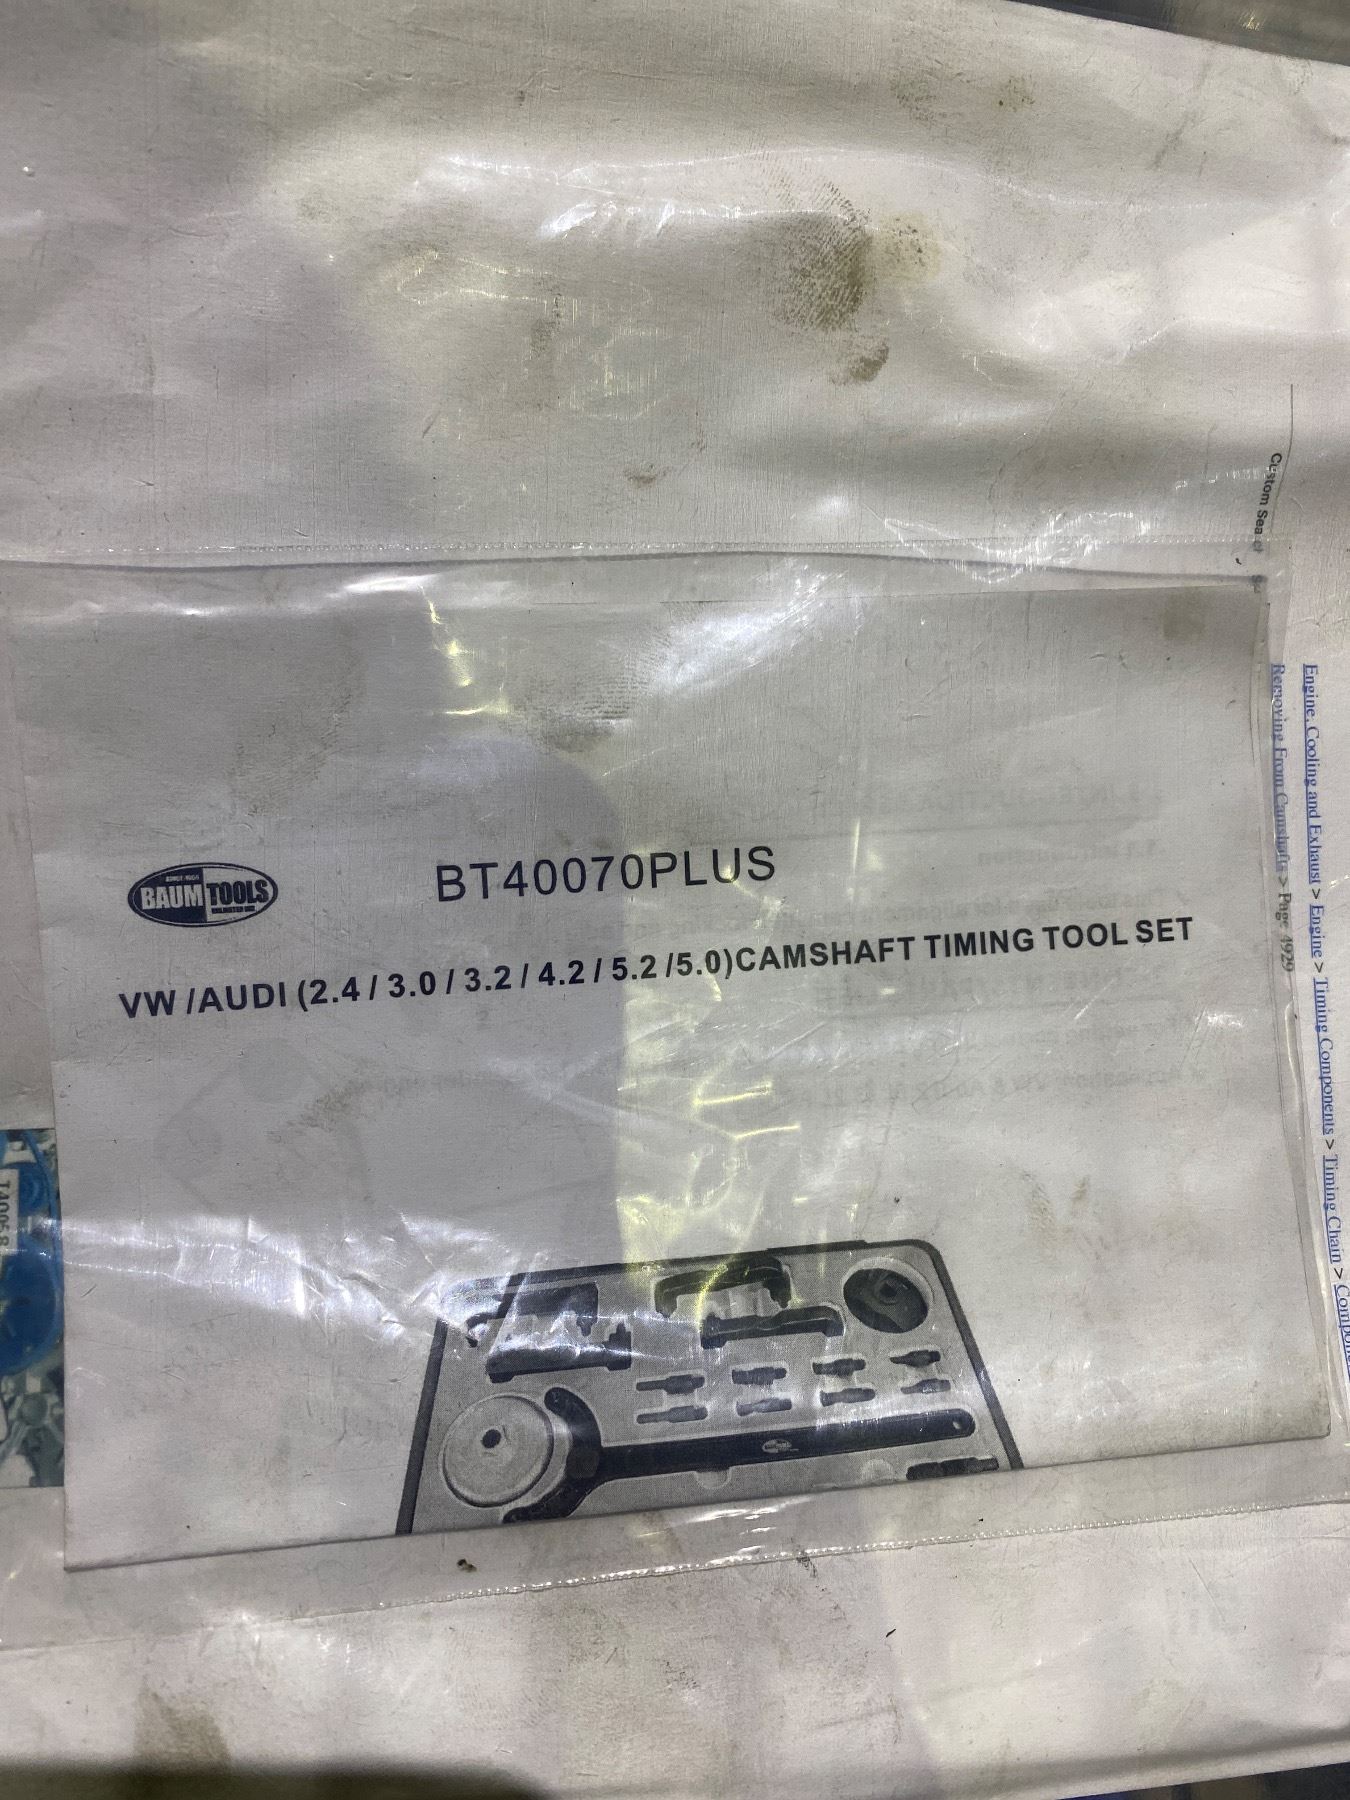 Custom Sea
Engine, Cooling and Exhaust > Engine > Timing Components > Timing Chain >
Removing From Camshafts > Page 4929
BAUM TOOLS
BT40070PLUS
VW /AUDI (2.4 / 3.0 / 3.2 / 4.2 / 5.2 /5.0)CAMSHAFT TIMING TOOL SET